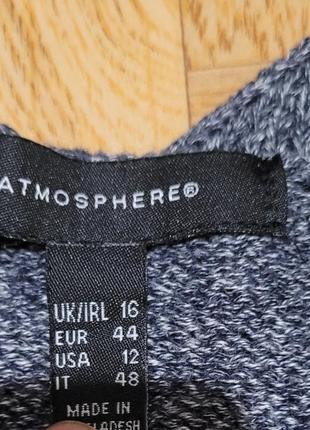 ATMOSPHERE®
UK/IRL 16
EUR 44
USA 12
IT 48
MADE IN